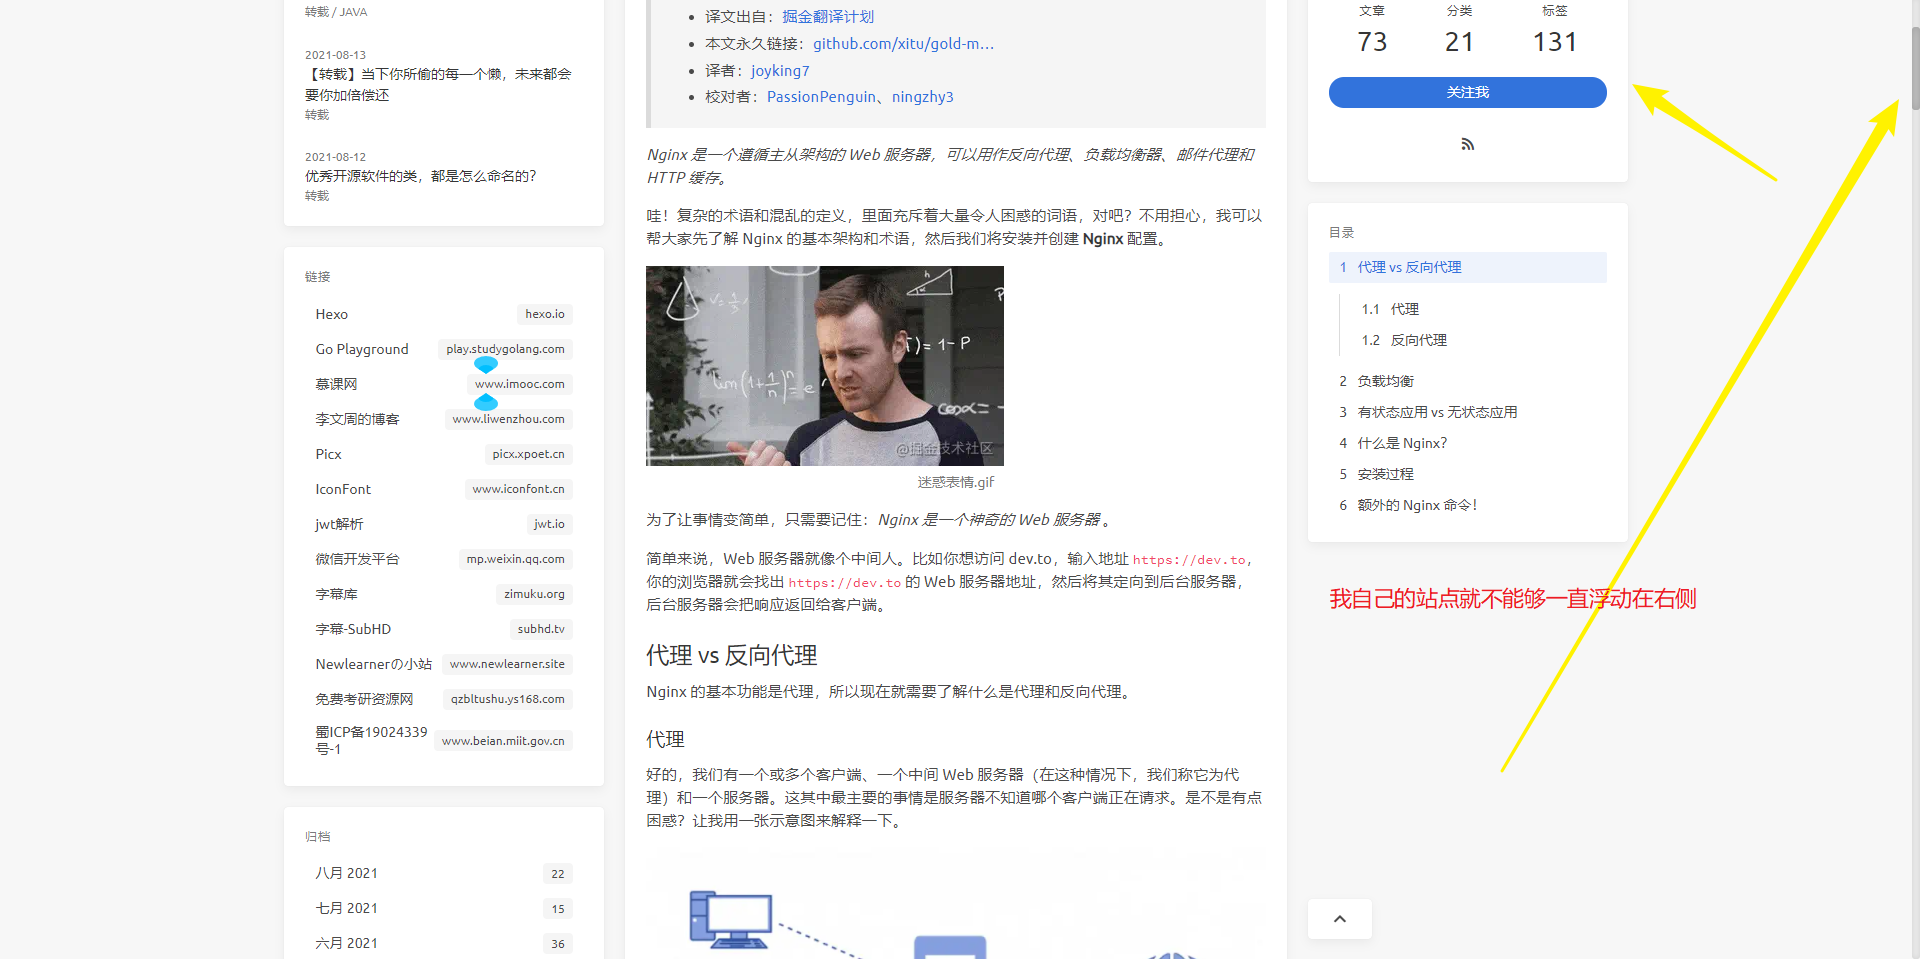 转载 / JAVA
2021-08-13
【转载】当下你所偷的每一个懒，未来都会
要你加倍偿还
转载
2021-08-12
优秀开源软件的类，都是怎么命名的？
转载
链接
Hexo hexo.io
Go Playground play.studygolang.com
慕课网 www.imooc.com
李文周的博客 www.liwenzhou.com
Picx picx.xpoet.cn
IconFont www.iconfont.cn
jwt解析 jwt.io
微信开发平台 mp.weixin.qq.com
字幕库 zimuku.org
字幕-SubHD subhd.tv
Newlearnerの小站 www.newlearner.site
免费考研资源网 qzbltushu.ys168.com
蜀ICP备19024339
号-1 www.beian.miit.gov.cn
归档
八月 2021 22
七月 2021 15
六月 2021 36
译文出自：掘金翻译计划
本文永久链接：github.com/xitu/gold-m…
译者：joyking7
校对者：PassionPenguin、ningzhy3
Nginx 是一个遵循主从架构的 Web 服务器，可以用作反向代理、负载均衡器、邮件代理和
HTTP 缓存。
哇！复杂的术语和混乱的定义，里面充斥着大量令人困惑的词语，对吧？不用担心，我可以
帮大家先了解 Nginx 的基本架构和术语，然后我们将安装并创建 Nginx 配置。
@掘金技术社区
迷惑表情.gif
为了让事情变简单，只需要记住：Nginx 是一个神奇的 Web 服务器 。
简单来说，Web 服务器就像个中间人。比如你想访问 dev.to，输入地址 https://dev.to，
你的浏览器就会找出 https://dev.to 的 Web 服务器地址，然后将其定向到后台服务器，
后台服务器会把响应返回给客户端。
代理 vs 反向代理
Nginx 的基本功能是代理，所以现在就需要了解什么是代理和反向代理。
代理
好的，我们有一个或多个客户端、一个中间 Web 服务器（在这种情况下，我们称它为代
理）和一个服务器。这其中最主要的事情是服务器不知道哪个客户端正在请求。是不是有点
困惑？让我用一张示意图来解释一下。
文章 分类 标签
73 21 131
关注我
目录
1 代理 vs 反向代理
1.1 代理
1.2 反向代理
2 负载均衡
3 有状态应用 vs 无状态应用
4 什么是 Nginx？
5 安装过程
6 额外的 Nginx 命令！
我自己的站点就不能够一直浮动在右侧